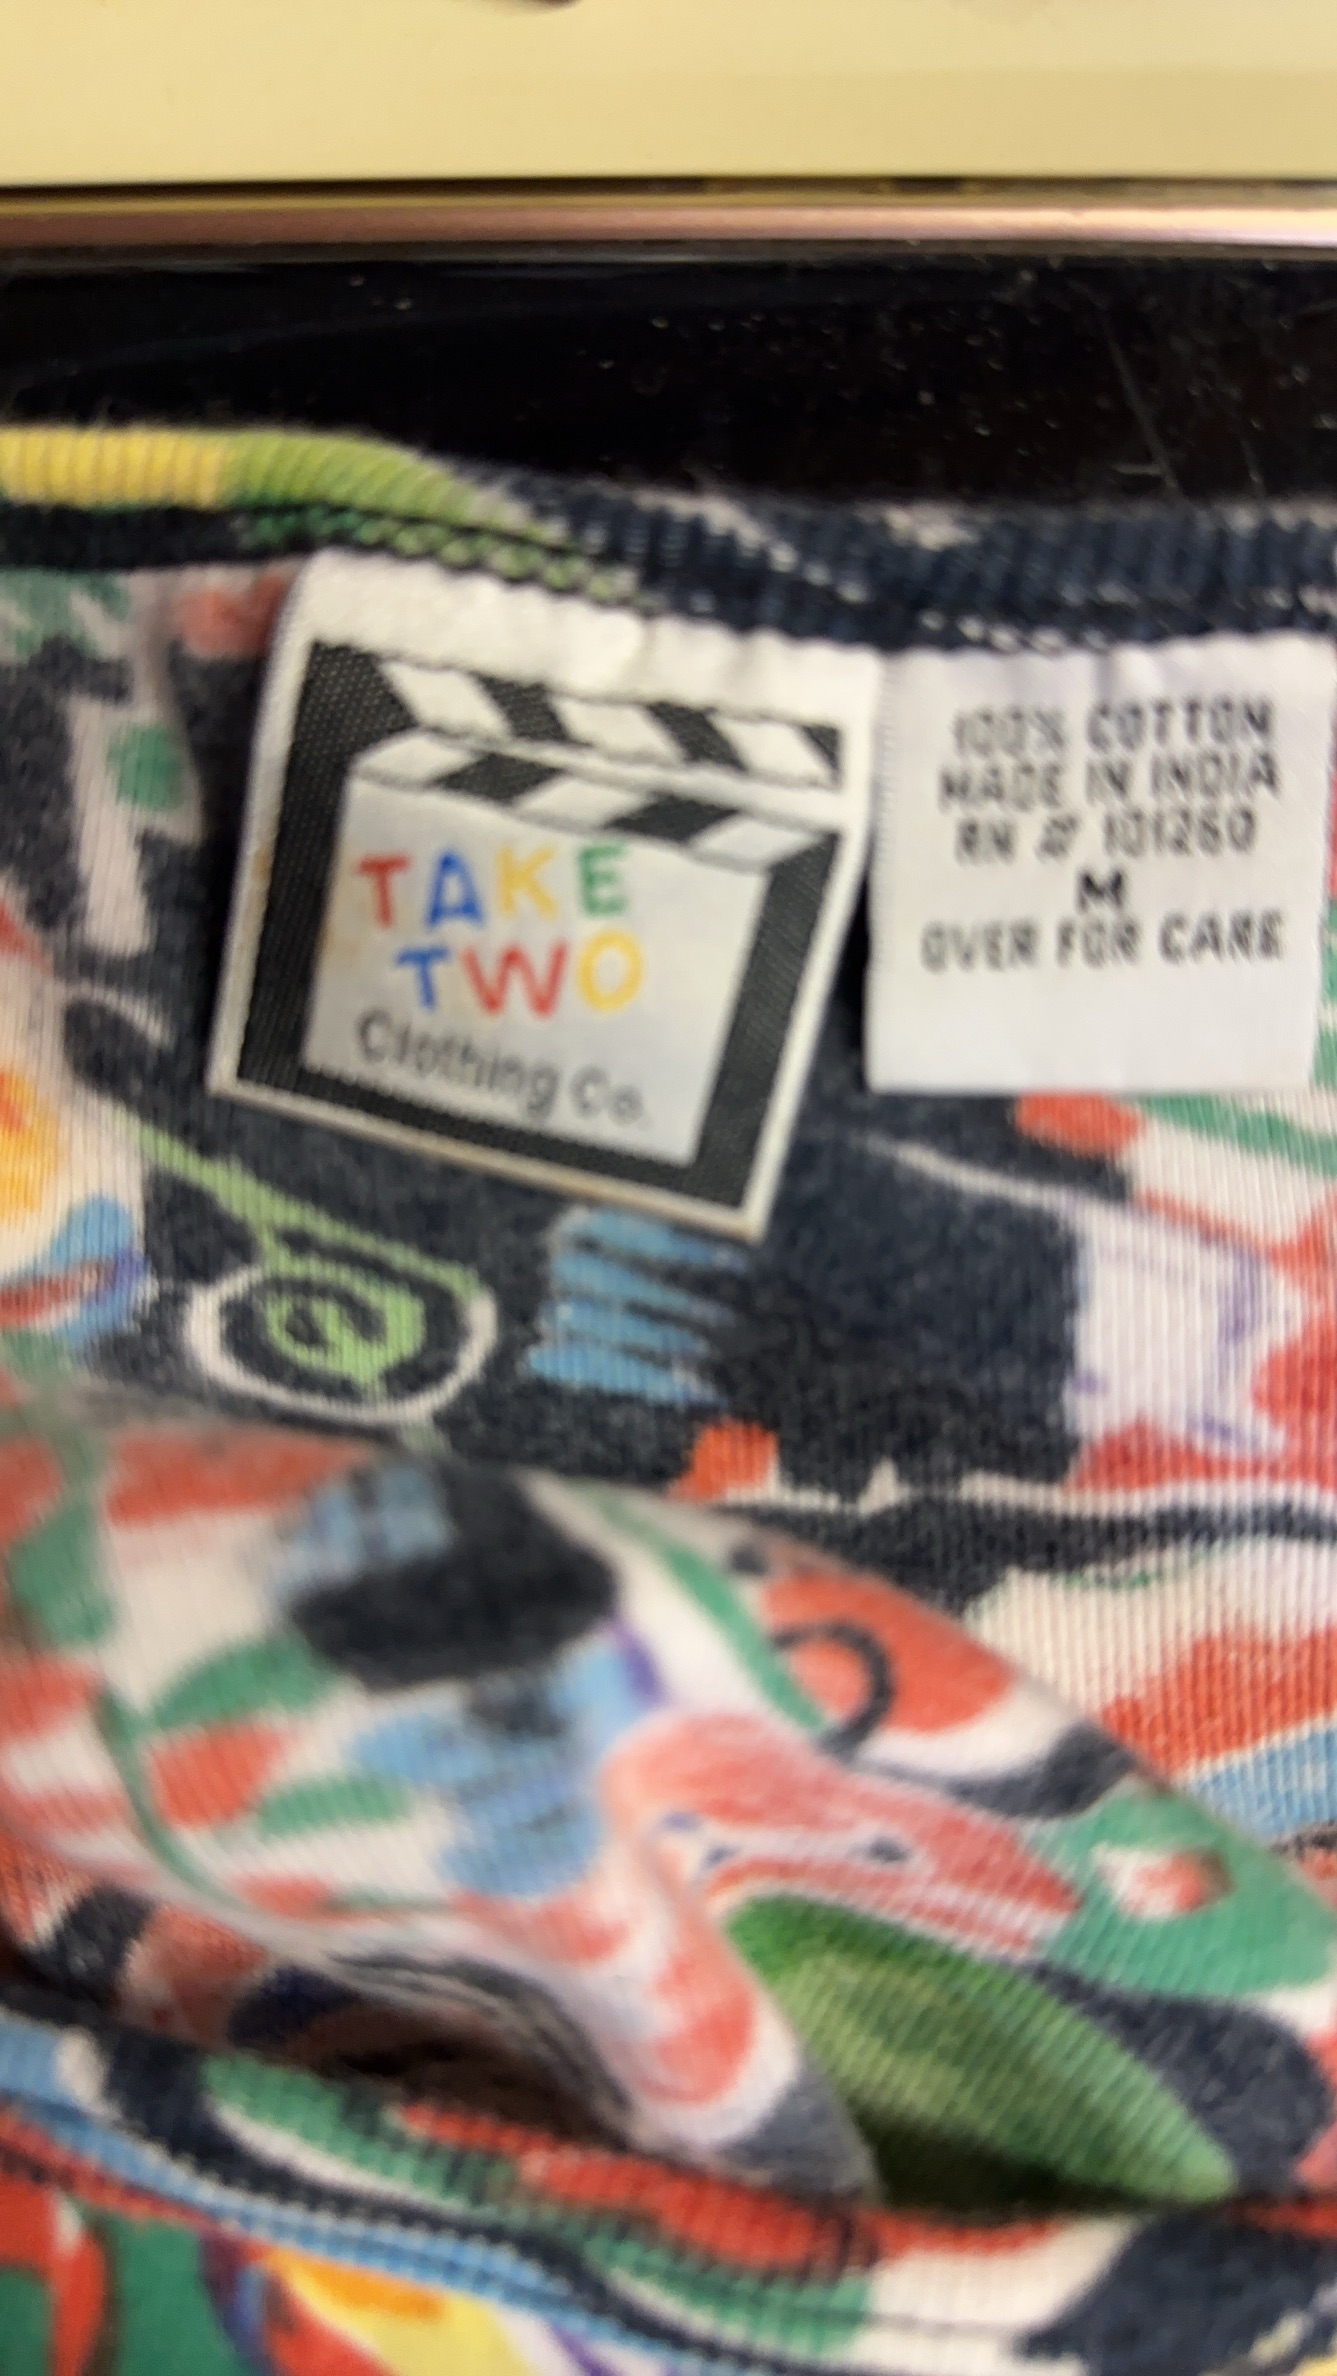 TAKE
TWO
Clothing Co.
100% COTTON
MADE IN INDIA
RN # 101260
M
OVER FOR CARE